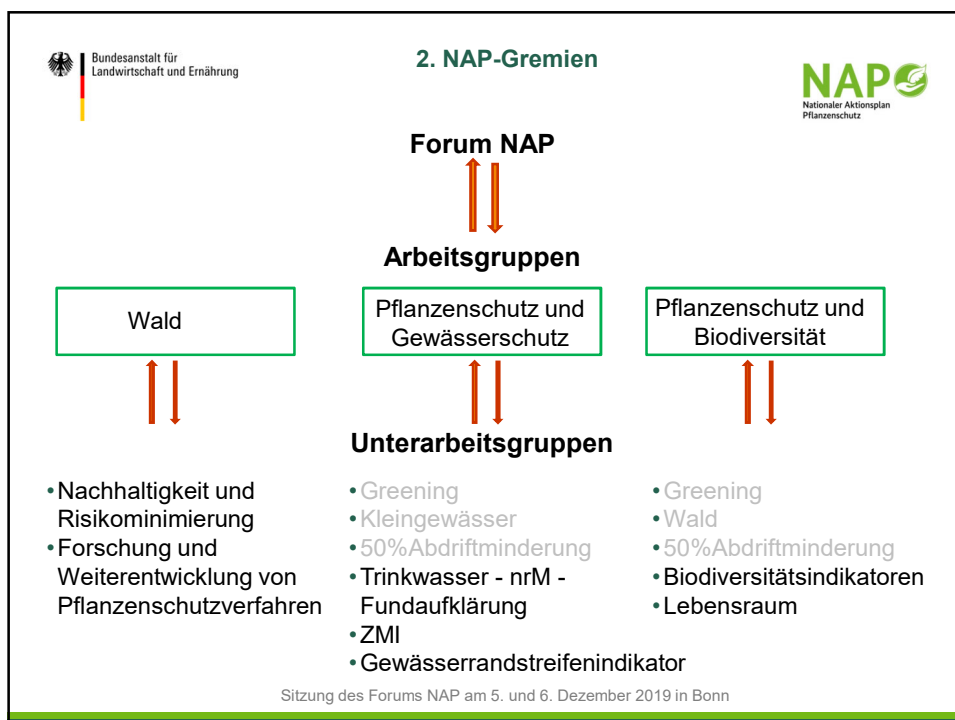 Bundesanstalt für
Landwirtschaft und Ernährung
2. NAP-Gremien
NAP
Nationaler Aktionsplan
Pflanzenschutz
Forum NAP
Arbeitsgruppen
Wald
Pflanzenschutz und
Gewässerschutz
Pflanzenschutz und
Biodiversität
Unterarbeitsgruppen
•Nachhaltigkeit und
Risikominimierung
•Forschung und
Weiterentwicklung von
Pflanzenschutzverfahren
•Greening
•Kleingewässer
•50%Abdriftminderung
•Trinkwasser - nrM -
Fundaufklärung
•ZMI
•Gewässerrandstreifenindikator
•Greening
•Wald
•50%Abdriftminderung
•Biodiversitätsindikatoren
•Lebensraum
Sitzung des Forums NAP am 5. und 6. Dezember 2019 in Bonn